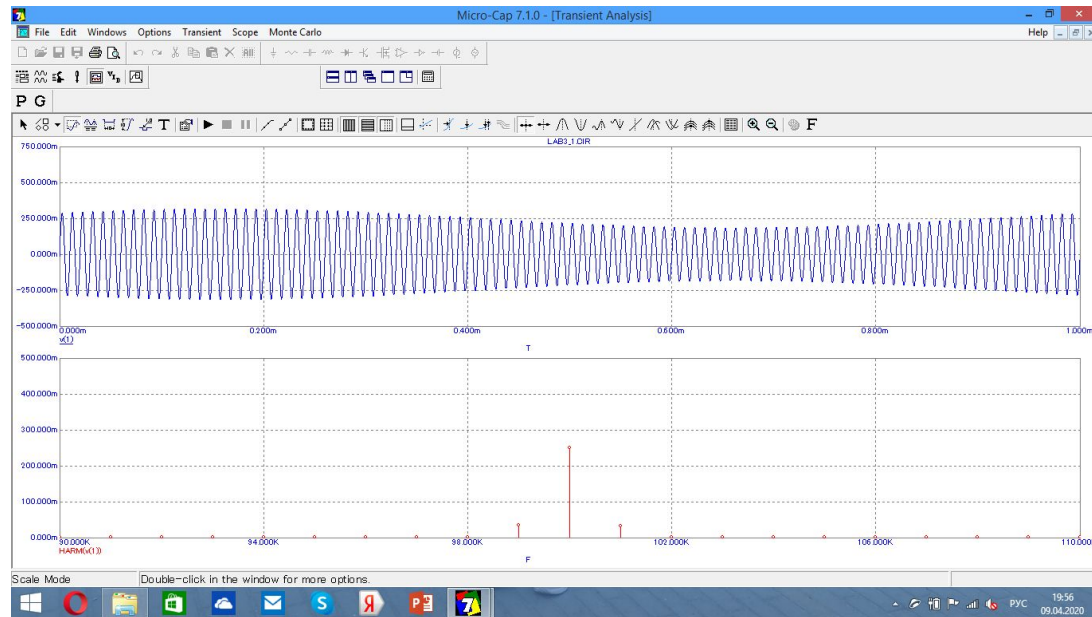 Micro-Cap 7.1.0 - [Transient Analysis]
File Edit Windows Options Transient Scope Monte Carlo Help
P G
T F
LAB3_1.CIR
750.000m
500.000m
250.000m
0.000m
-250.000m
-500.000m
0.000m 0.200m 0.400m 0.600m 0.800m 1.000m
v(1)
T
500.000m
400.000m
300.000m
200.000m
100.000m
0.000m
90.000K 94.000K 98.000K 102.000K 106.000K 110.000
HARM(v(1))
F
Scale Mode Double-click in the window for more options.
РУС 19:56
09.04.2020